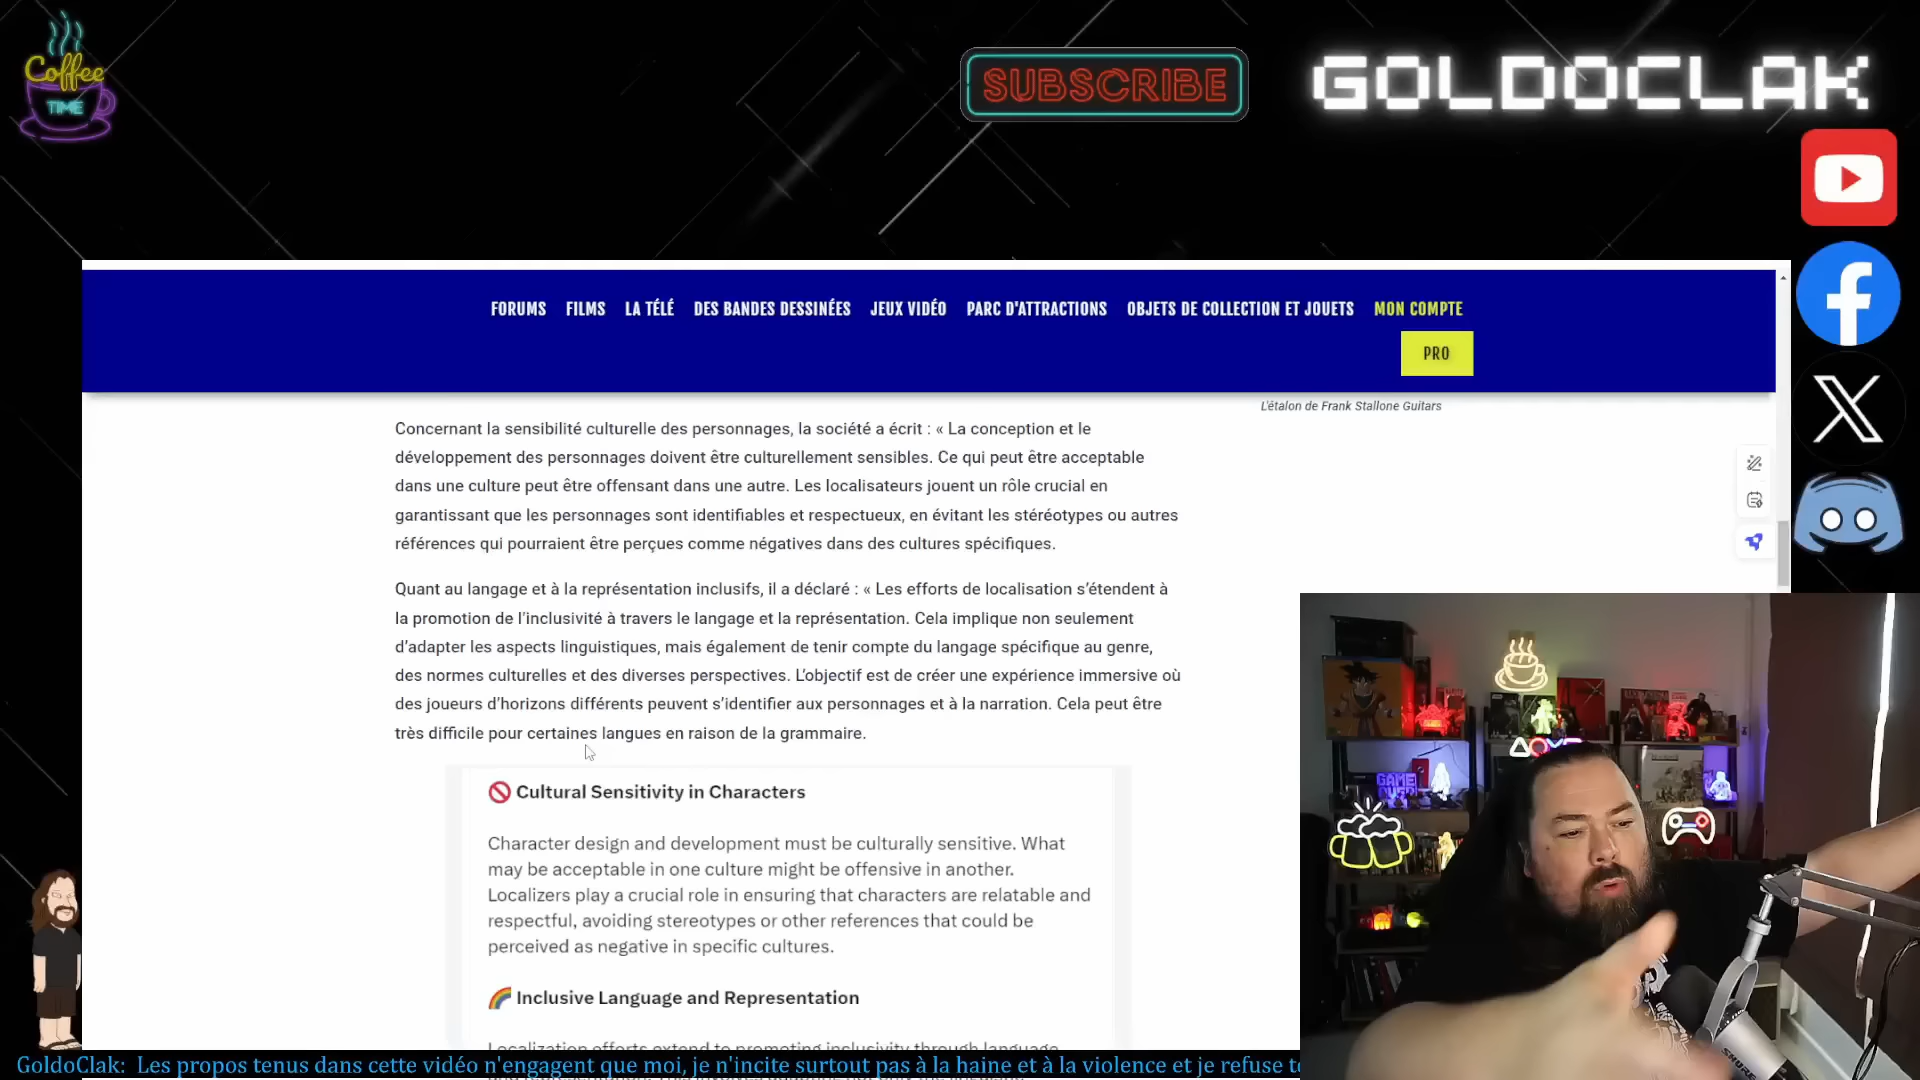 Coffee
TIME
SUBSCRIBE
GOLDOCLAK
FORUMS FILMS LA TÉLÉ DES BANDES DESSINÉES JEUX VIDÉO PARC D'ATTRACTIONS OBJETS DE COLLECTION ET JOUETS MON COMPTE
PRO
L'étalon de Frank Stallone Guitars
Concernant la sensibilité culturelle des personnages, la société a écrit : « La conception et le
développement des personnages doivent être culturellement sensibles. Ce qui peut être acceptable
dans une culture peut être offensant dans une autre. Les localisateurs jouent un rôle crucial en
garantissant que les personnages sont identifiables et respectueux, en évitant les stéréotypes ou autres
références qui pourraient être perçues comme négatives dans des cultures spécifiques.
Quant au langage et à la représentation inclusifs, il a déclaré : « Les efforts de localisation s'étendent à
la promotion de l'inclusivité à travers le langage et la représentation. Cela implique non seulement
d'adapter les aspects linguistiques, mais également de tenir compte du langage spécifique au genre,
des normes culturelles et des diverses perspectives. L'objectif est de créer une expérience immersive où
des joueurs d'horizons différents peuvent s'identifier aux personnages et à la narration. Cela peut être
très difficile pour certaines langues en raison de la grammaire.
🚫 Cultural Sensitivity in Characters
Character design and development must be culturally sensitive. What
may be acceptable in one culture might be offensive in another.
Localizers play a crucial role in ensuring that characters are relatable and
respectful, avoiding stereotypes or other references that could be
perceived as negative in specific cultures.
🌈 Inclusive Language and Representation
Localization efforts extend to promoting inclusivity through language
GAME
OVER
SHURE
GoldoClak: Les propos tenus dans cette vidéo n'engagent que moi, je n'incite surtout pas à la haine et à la violence et je refuse